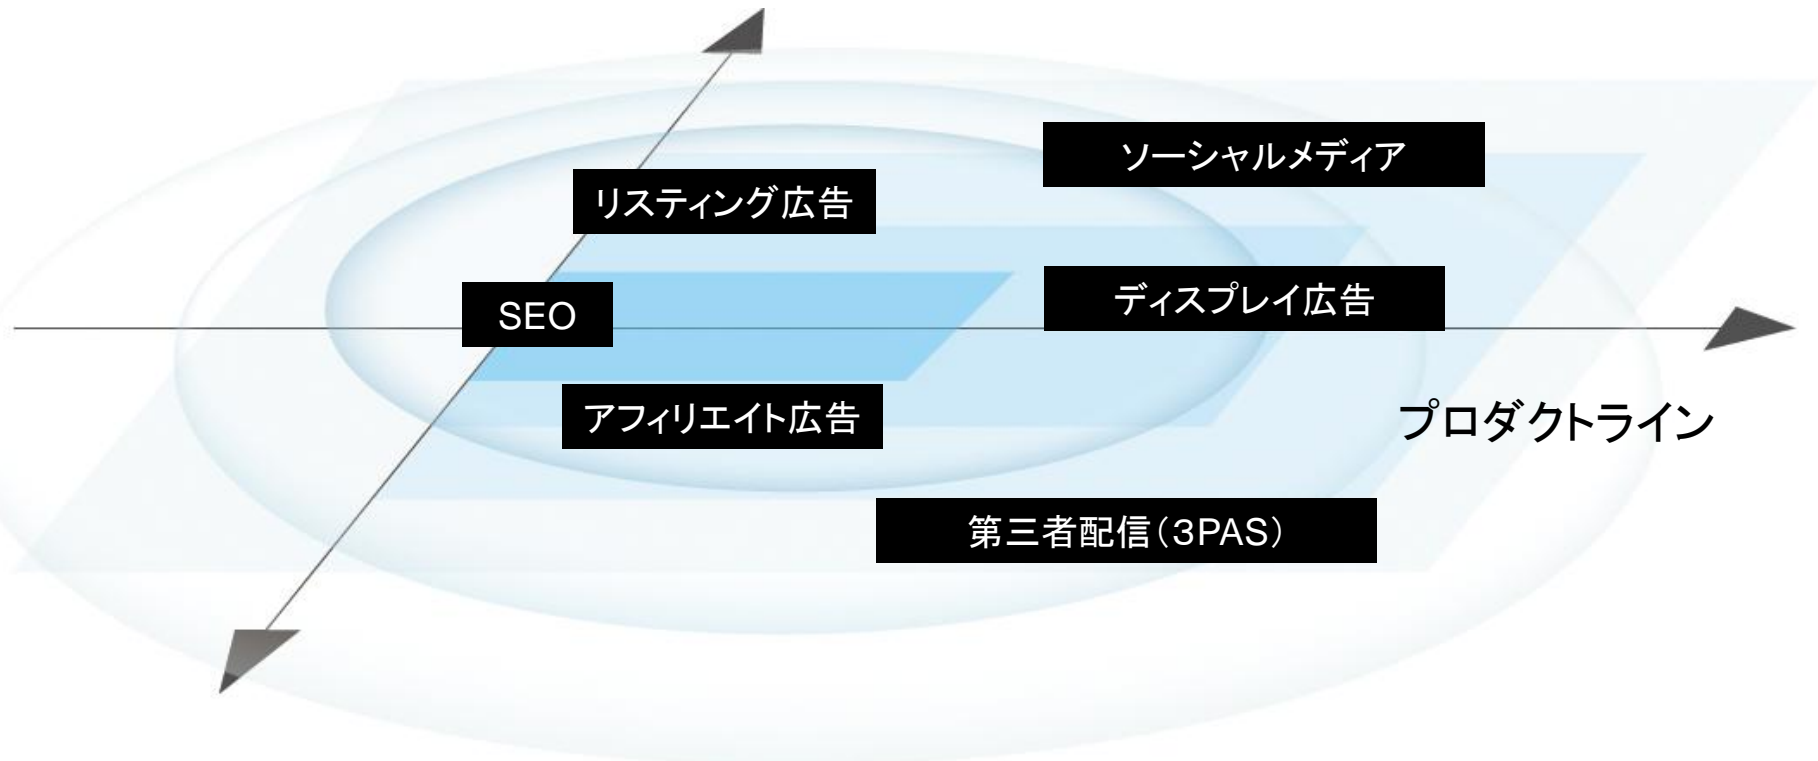 ソーシャルメディア
リスティング広告
SEO
ディスプレイ広告
アフィリエイト広告
プロダクトライン
第三者配信（3PAS）